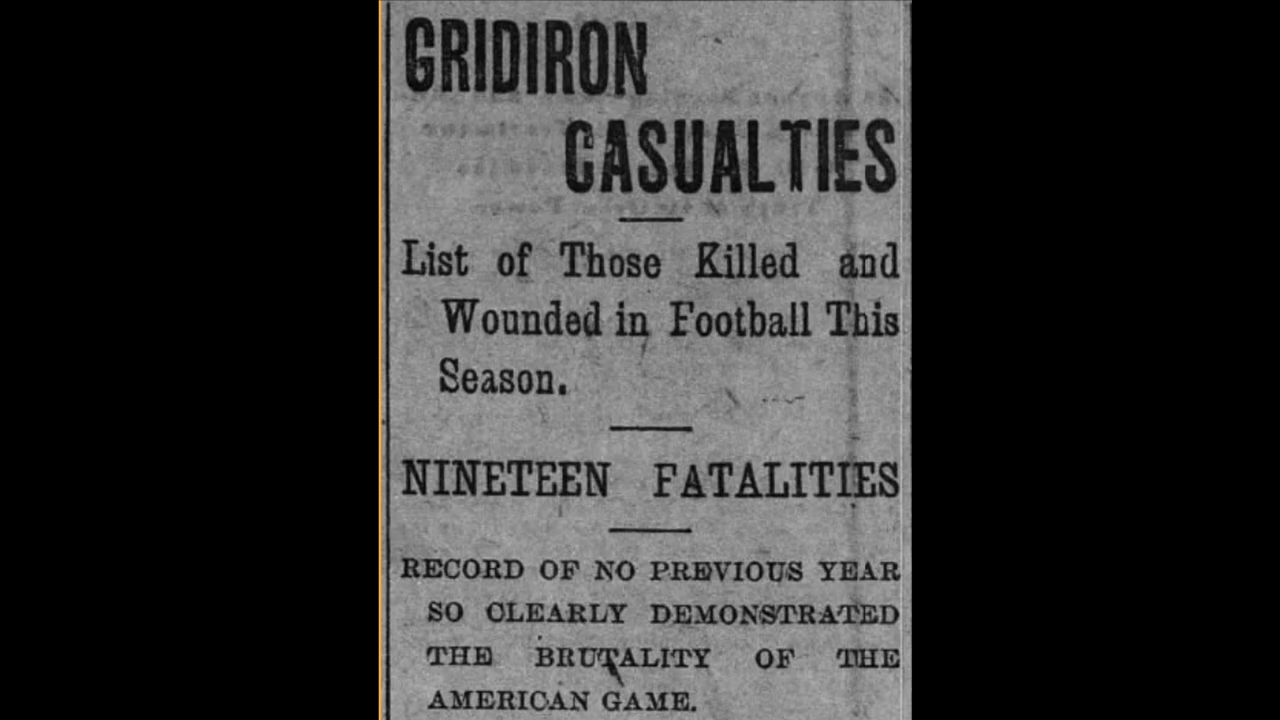 GRIDIRON
CASUALTIES
List of Those Killed and
Wounded in Football This
Season.
NINETEEN FATALITIES
RECORD OF NO PREVIOUS YEAR
SO CLEARLY DEMONSTRATED
THE BRUTALITY OF THE
AMERICAN GAME.